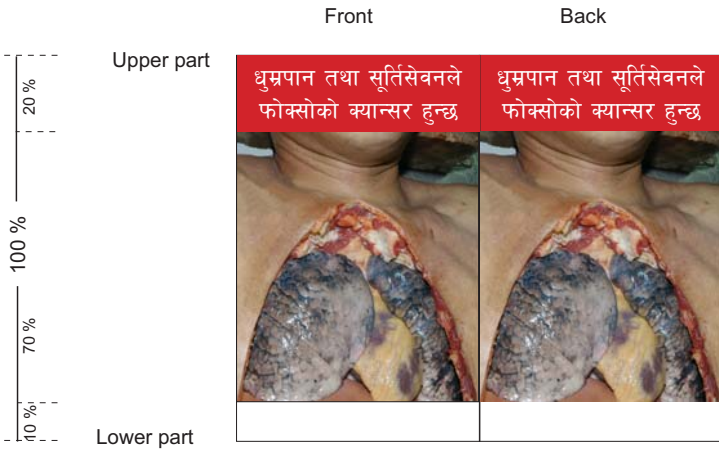 Front Back
Upper part
धुम्रपान तथा सूर्तिसेवनले
फोक्सोको क्यान्सर हुन्छ
धुम्रपान तथा सूर्तिसेवनले
फोक्सोको क्यान्सर हुन्छ
20 %
100 %
70 %
10 %
Lower part